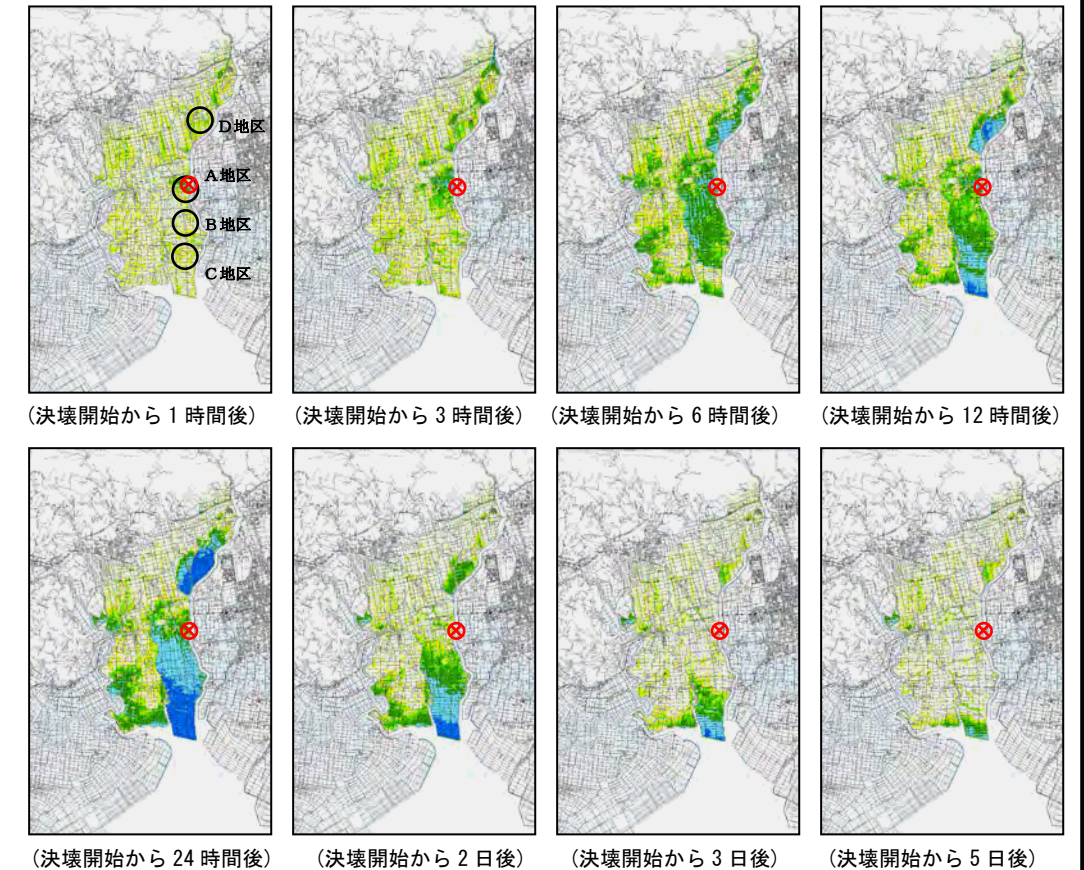 D地区
A地区
B地区
C地区
(決壊開始から1時間後)
(決壊開始から3時間後)
(決壊開始から6時間後)
(決壊開始から12時間後)
(決壊開始から24時間後)
(決壊開始から2日後)
(決壊開始から3日後)
(決壊開始から5日後)